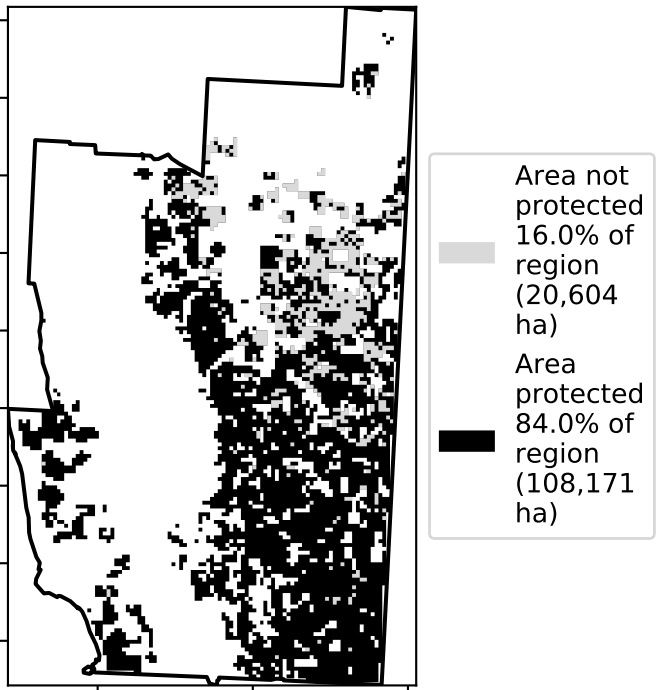 Area not
protected
16.0% of
region
(20,604
ha)
Area
protected
84.0% of
region
(108,171
ha)